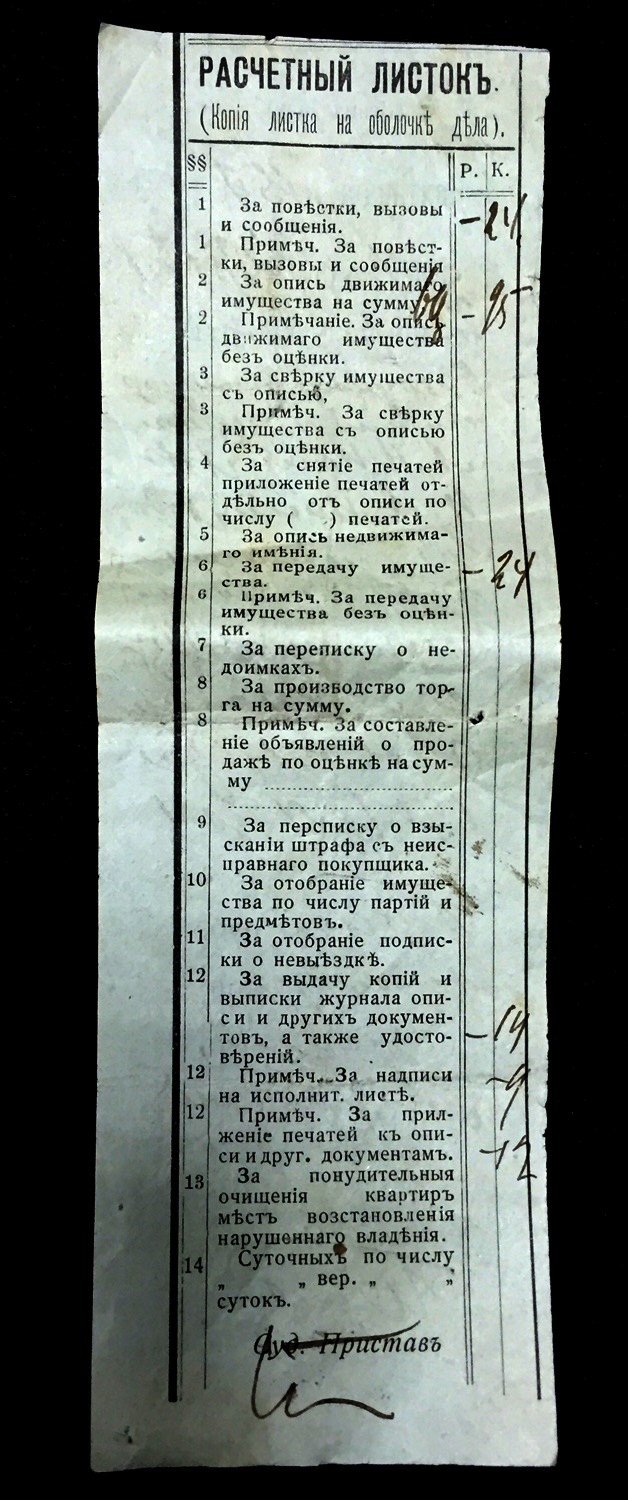 РАСЧЕТНЫЙ ЛИСТОКЪ.
(Копія листка на оболочкѣ дѣла).
§§ Р. К.
1 За повѣстки, вызовы
и сообщенія. — 24
1 Примѣч. За повѣст-
ки, вызовы и сообщенія
2 За опись движимаго
имущества на сумму — 95
2 Примѣчаніе. За опись
движимаго имущества
безъ оцѣнки.
3 За свѣрку имущества
съ описью,
3 Примѣч. За свѣрку
имущества съ описью
безъ оцѣнки.
4 За снятіе печатей
приложеніе печатей от-
дѣльно отъ описи по
числу ( ) печатей.
5 За опись недвижима-
го имѣнія.
6 За передачу имуще- — 24
ства.
6 Примѣч. За передачу
имущества безъ оцѣн-
ки.
7 За переписку о не-
доимкахъ.
8 За производство тор-
га на сумму.
8 Примѣч. За составле-
ніе объявленій о про-
дажѣ по оцѣнкѣ на сум-
му
9 За персписку о взы-
сканіи штрафа съ неис-
правнаго покупщика.
10 За отобраніе имуще-
ства по числу партій и
предмѣтовъ.
11 За отобраніе подпис-
ки о невыѣздкѣ.
12 За выдачу копій и
выписки журнала опи-
си и другихъ докумен-
товъ, а также удосто- — 14
вѣреній.
12 Примѣч. За надписи — 9
на исполнит. листѣ.
12 Примѣч. За прил-
женіе печатей къ опи-
си и друг. документамъ. — 12
13 За понудительныя
очищенія квартиръ
мѣстъ возстановленія
нарушеннаго владѣнія.
14 Суточныхъ по числу
„ „ вер. „ „
сутокъ.
Суд. Приставъ